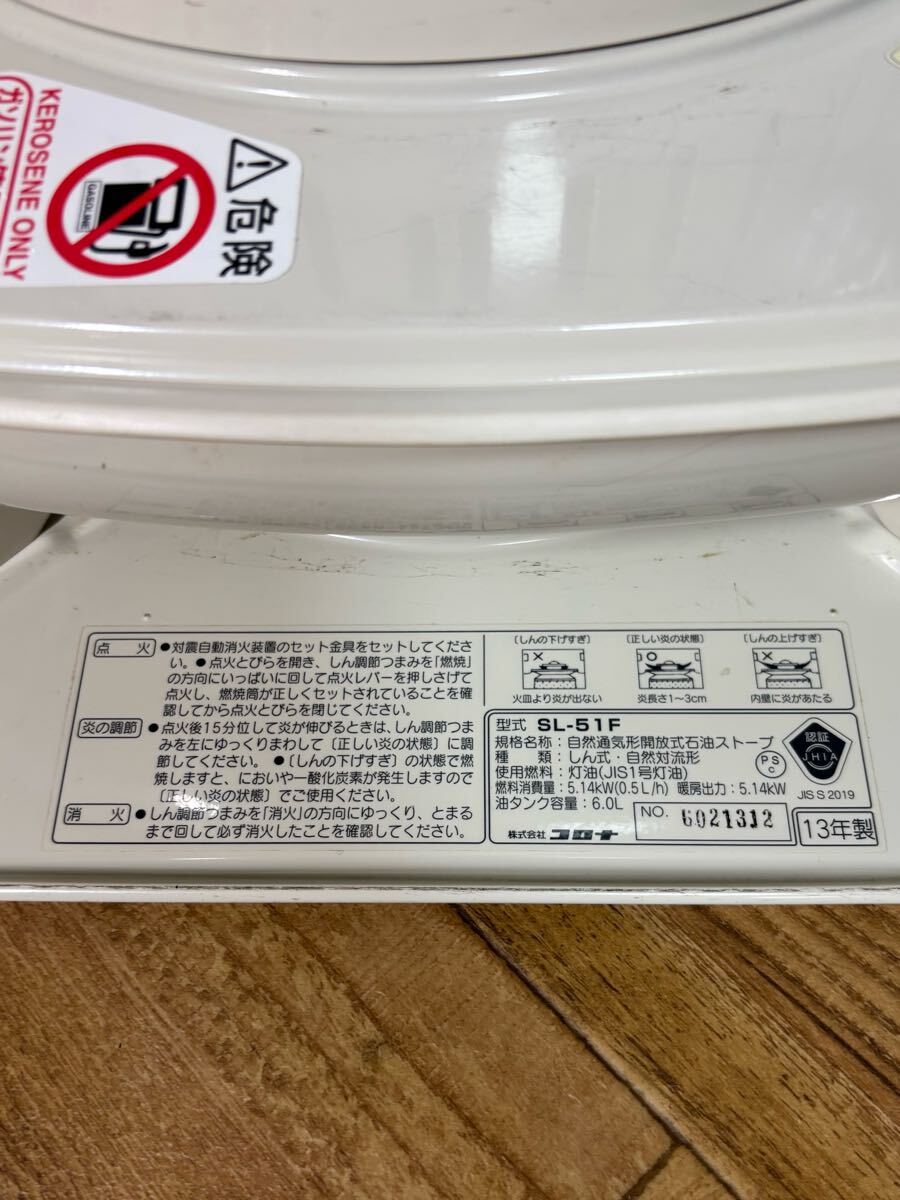 危険
KEROSENE ONLY
GASOLINE
点火
●対震自動消火装置のセット金具をセットしてくださ
い。●点火とびらを開き、しん調節つまみを「燃焼」
の方向にいっぱいに回して点火レバーを押しさげて
点火し、燃焼筒が正しくセットされていることを確
認してから点火とびらを閉じてください。
炎の調節
●点火後15分位して炎が伸びるときは、しん調節つま
みを左にゆっくりまわして〔正しい炎の状態〕に調
節してください。●〔しんの下げすぎ〕の状態で燃
焼しますと、においや一酸化炭素が発生しますので
〔正しい炎の状態〕でご使用ください。
消火
●しん調節つまみを「消火」の方向にゆっくり、とまる
まで回して必ず消火したことを確認してください。
〔しんの下げすぎ〕
火皿より炎が出ない
〔正しい炎の状態〕
炎長さ1~3cm
〔しんの上げすぎ〕
内壁に炎があたる
型式 SL-51F
規格名称:自然通気形開放式石油ストーブ
種類:しん式・自然対流形
使用燃料:灯油(JIS1号灯油)
燃料消費量:5.14kW(0.5L/h) 暖房出力:5.14kW
油タンク容量:6.0L
PSC
認証
JHIA
JIS S 2019
株式会社 コロナ
NO. 6021312
13年製